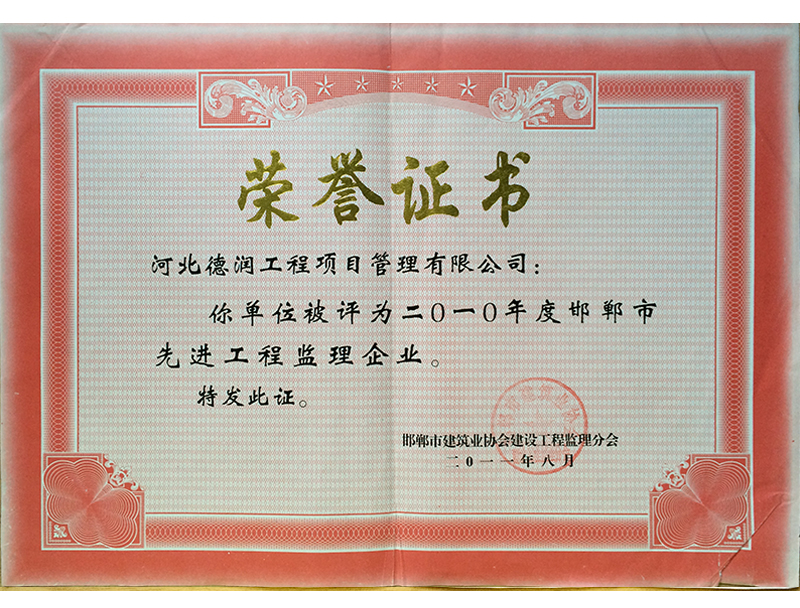 荣誉证书
河北德润工程项目管理有限公司：
你单位被评为二〇一〇年度邯郸市
先进工程监理企业。
特发此证。
邯郸市建筑业协会建设工程监理分会
二〇一一年八月